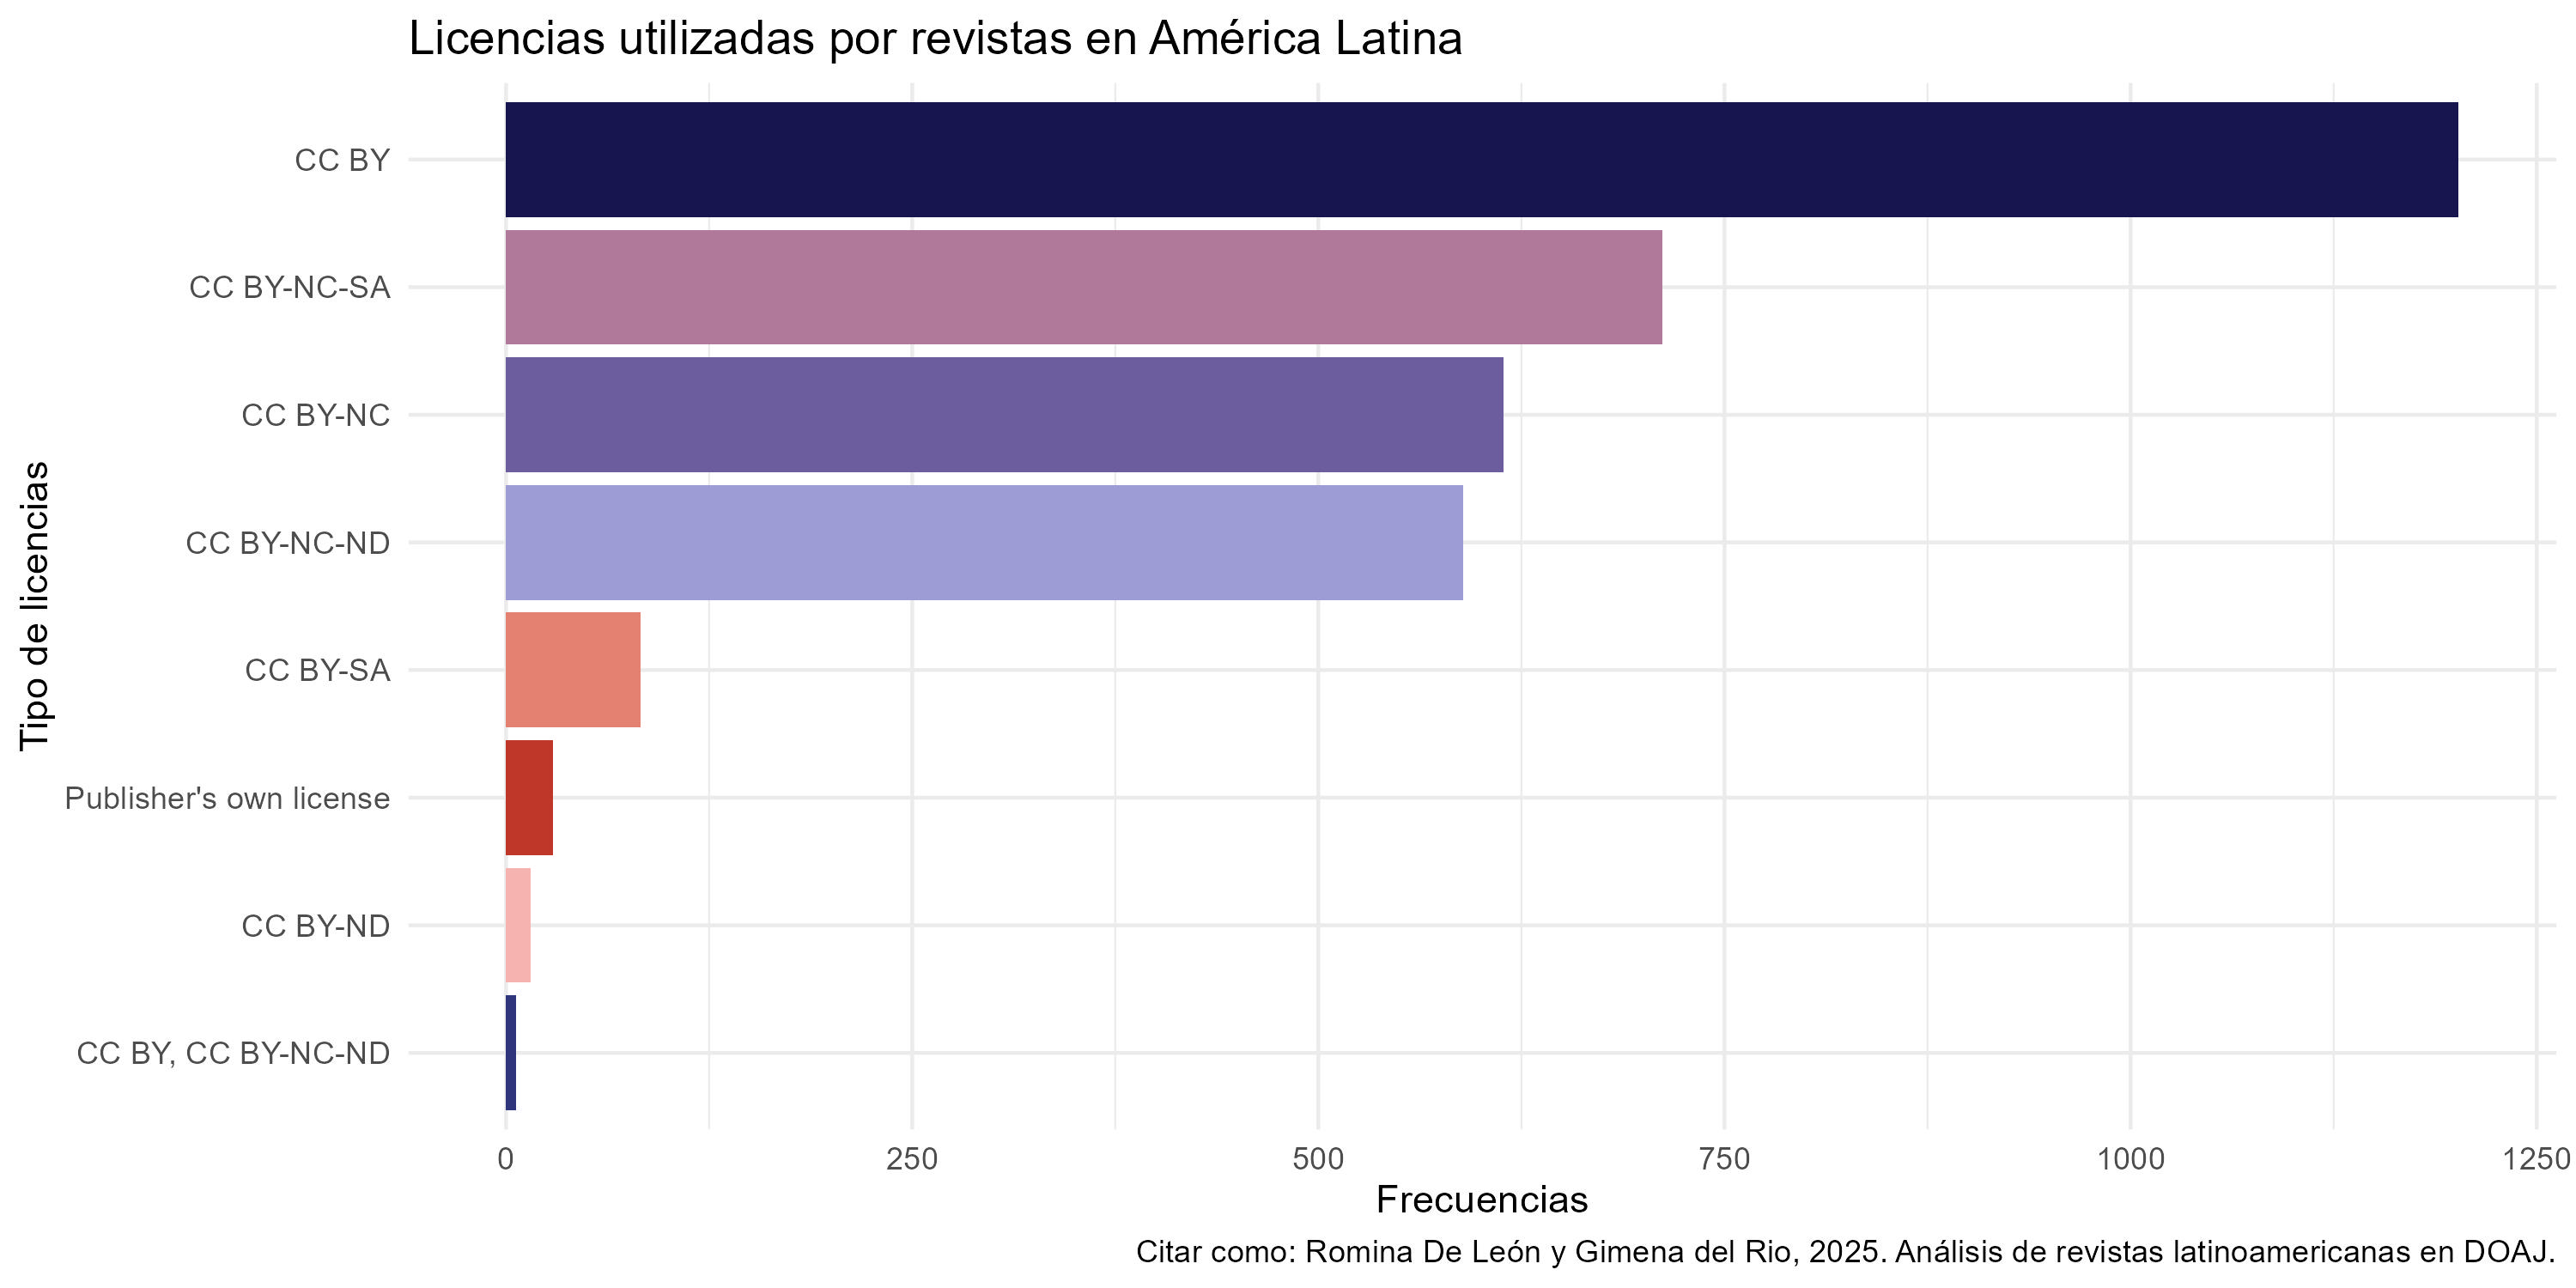 Licencias utilizadas por revistas en América Latina
Tipo de licencias
CC BY
CC BY-NC-SA
CC BY-NC
CC BY-NC-ND
CC BY-SA
Publisher's own license
CC BY-ND
CC BY, CC BY-NC-ND
0 250 500 750 1000 1250
Frecuencias
Citar como: Romina De León y Gimena del Rio, 2025. Análisis de revistas latinoamericanas en DOAJ.